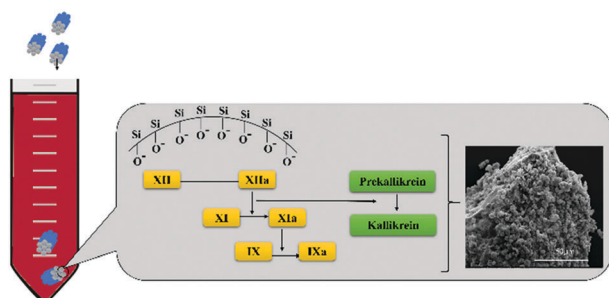 Si Si Si Si Si Si Si Si
O⁻ O⁻ O⁻ O⁻ O⁻ O⁻ O⁻ O⁻
XII XIIa
Prekallikrein
XI XIa
Kallikrein
IX IXa